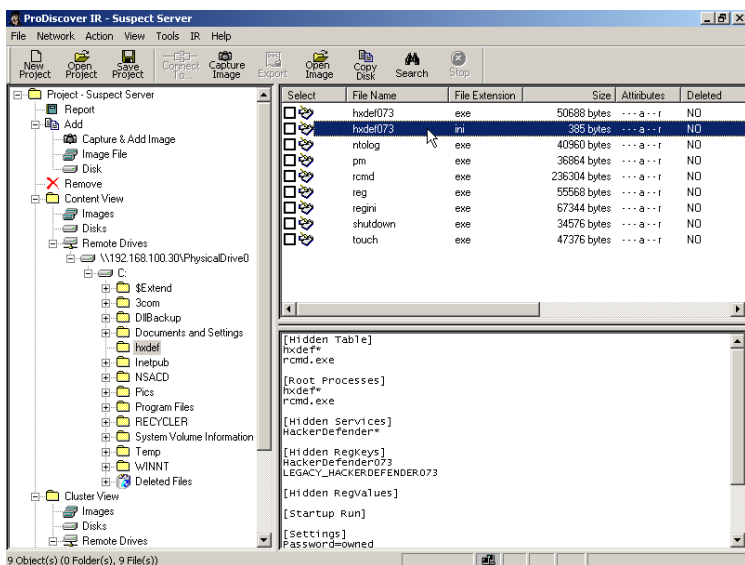 ProDiscover IR - Suspect Server
File Network Action View Tools IR Help
New Project
Open Project
Save Project
Connect To...
Capture Image
Export
Open Image
Copy Disk
Search
Stop
Project - Suspect Server
Report
Add
Capture & Add Image
Image File
Disk
Remove
Content View
Images
Disks
Remote Drives
\\192.168.100.30\PhysicalDrive0
C:
$Extend
3com
DllBackup
Documents and Settings
hxdef
Inetpub
NSACD
Pics
Program Files
RECYCLER
System Volume Information
Temp
WINNT
Deleted Files
Cluster View
Images
Disks
Remote Drives
Select File Name File Extension Size Attributes Deleted
hxdef073 exe 50688 bytes - - - a - - r NO
hxdef073 ini 385 bytes - - - a - - r NO
ntolog exe 40960 bytes - - - a - - r NO
pm exe 36864 bytes - - - a - - r NO
rcmd exe 236304 bytes - - - a - - r NO
reg exe 55568 bytes - - - a - - r NO
regini exe 67344 bytes - - - a - - r NO
shutdown exe 34576 bytes - - - a - - r NO
touch exe 47376 bytes - - - a - - r NO
[Hidden Table]
hxdef*
rcmd.exe
[Root Processes]
hxdef*
rcmd.exe
[Hidden Services]
HackerDefender*
[Hidden RegKeys]
HackerDefender073
LEGACY_HACKERDEFENDER073
[Hidden RegValues]
[Startup Run]
[Settings]
Password=owned
9 Object(s) (0 Folder(s), 9 File(s))